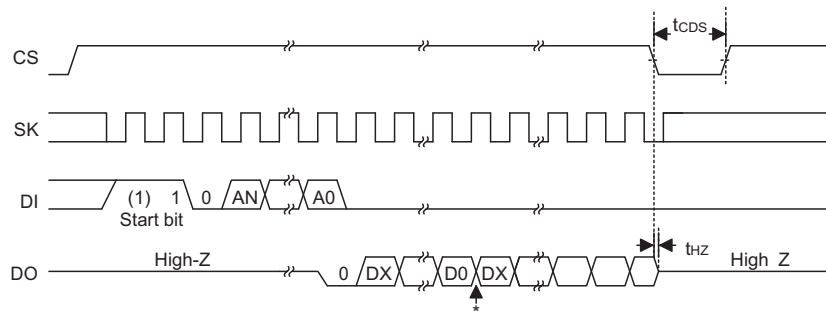 tCDS
CS
SK
DI
(1) 1 0 AN A0
Start bit
tHZ
DO
High-Z 0 DX D0 DX High Z
*